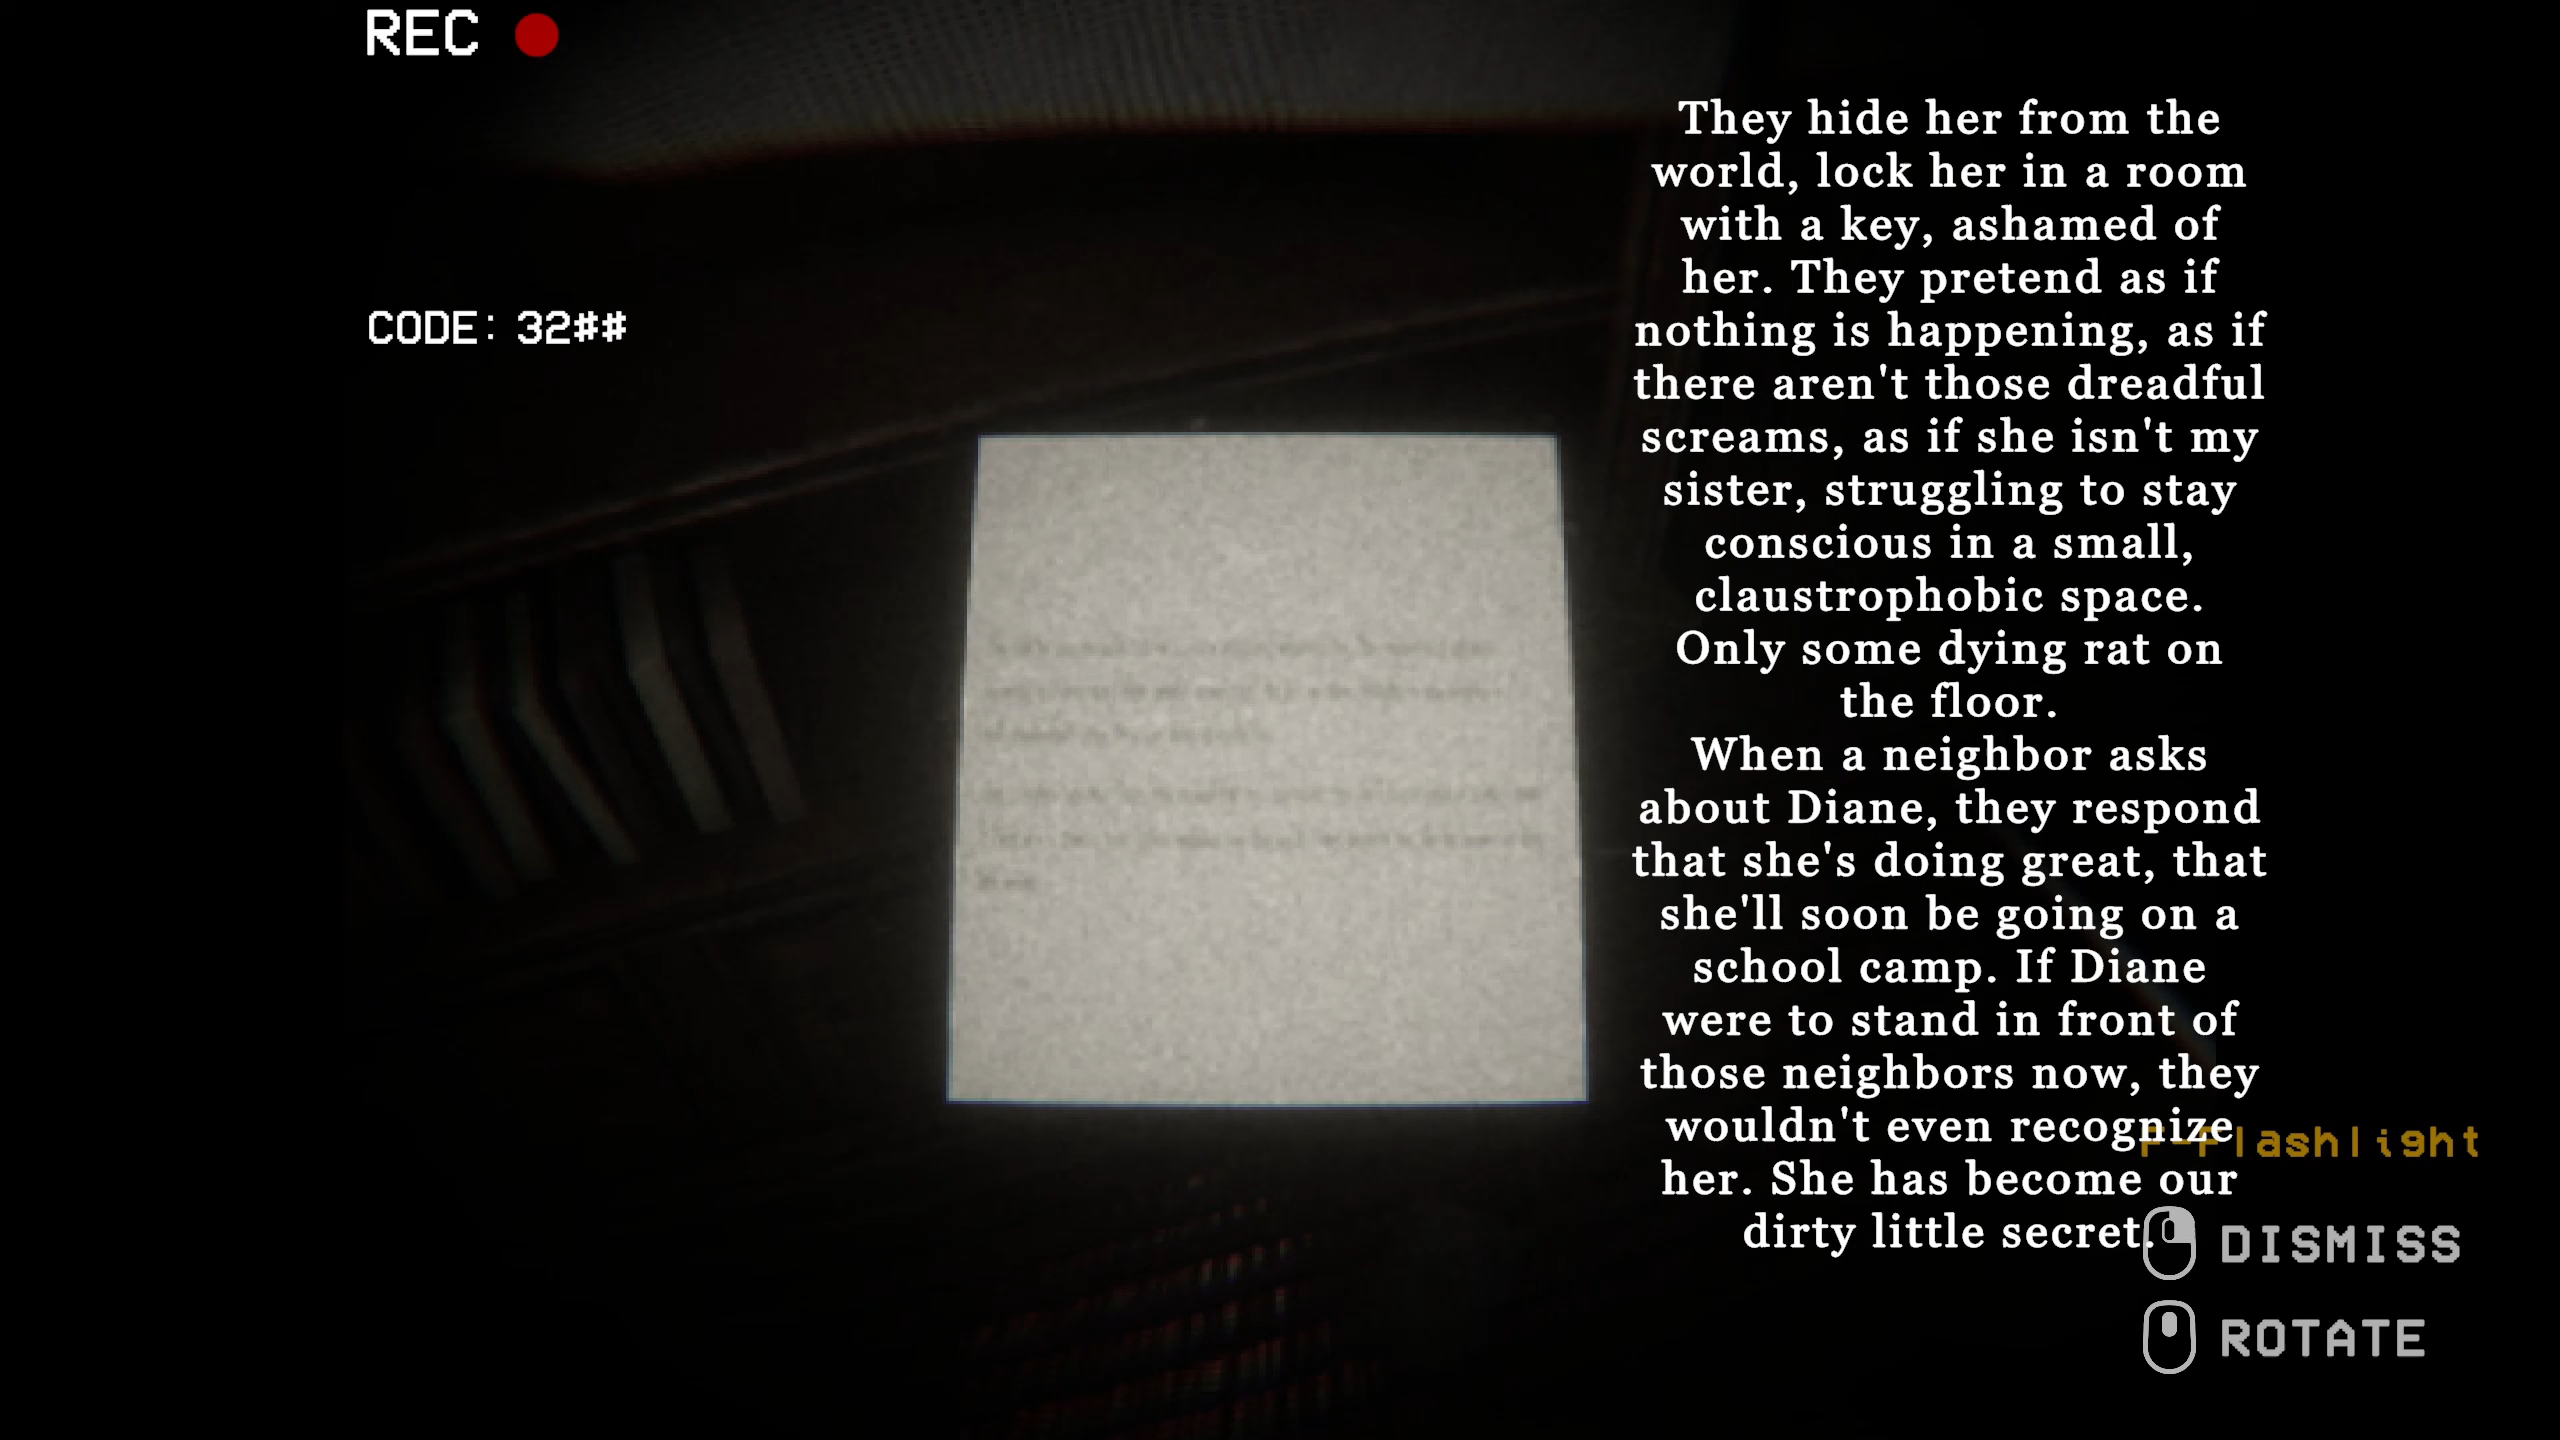 REC
CODE: 32##
They hide her from the
world, lock her in a room
with a key, ashamed of
her. They pretend as if
nothing is happening, as if
there aren't those dreadful
screams, as if she isn't my
sister, struggling to stay
conscious in a small,
claustrophobic space.
Only some dying rat on
the floor.
When a neighbor asks
about Diane, they respond
that she's doing great, that
she'll soon be going on a
school camp. If Diane
were to stand in front of
those neighbors now, they
wouldn't even recognize
her. She has become our
dirty little secret.
F-Flashlight
DISMISS
ROTATE